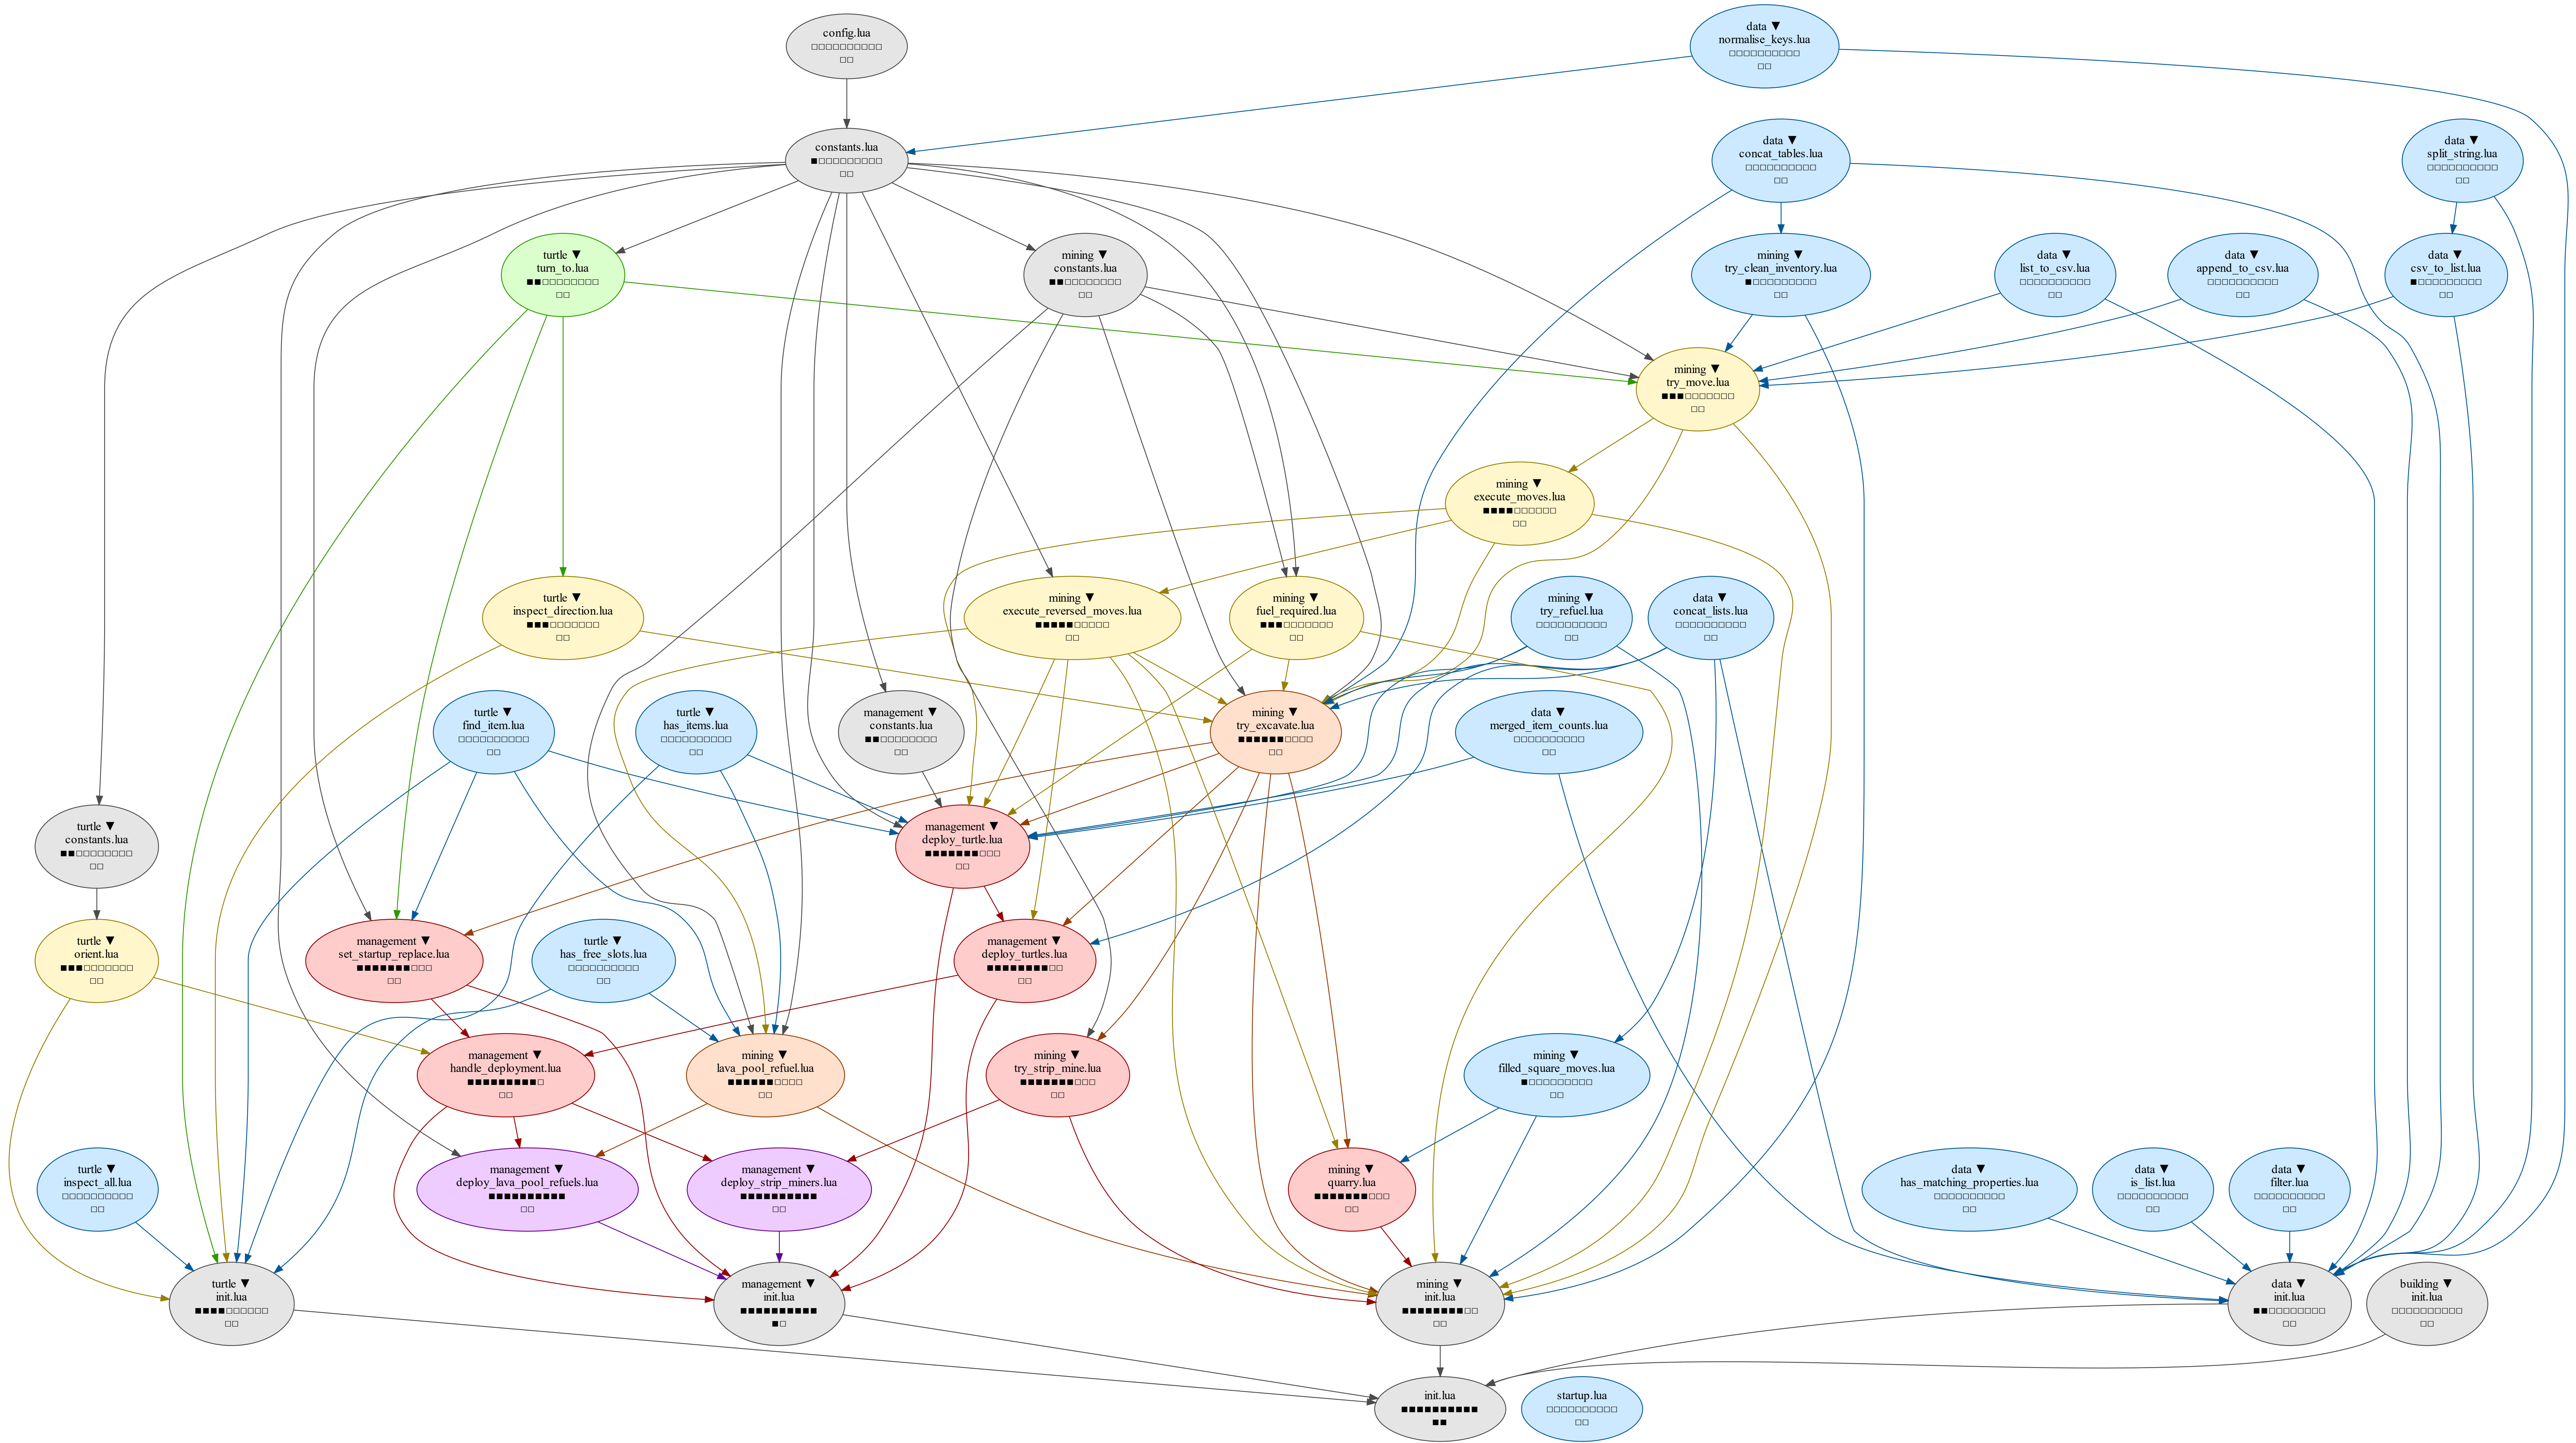 config.lua
□□□□□□□□□□
□□
data ▼
normalise_keys.lua
□□□□□□□□□□
□□
constants.lua
■□□□□□□□□□
□□
data ▼
concat_tables.lua
□□□□□□□□□□
□□
data ▼
split_string.lua
□□□□□□□□□□
□□
turtle ▼
turn_to.lua
■■□□□□□□□□
□□
mining ▼
constants.lua
■■□□□□□□□□
□□
mining ▼
try_clean_inventory.lua
■□□□□□□□□□
□□
data ▼
list_to_csv.lua
□□□□□□□□□□
□□
data ▼
append_to_csv.lua
□□□□□□□□□□
□□
data ▼
csv_to_list.lua
■□□□□□□□□□
□□
mining ▼
try_move.lua
■■■□□□□□□□
□□
mining ▼
execute_moves.lua
■■■■□□□□□□
□□
turtle ▼
inspect_direction.lua
■■■□□□□□□□
□□
mining ▼
execute_reversed_moves.lua
■■■■■□□□□□
□□
mining ▼
fuel_required.lua
■■■□□□□□□□
□□
mining ▼
try_refuel.lua
□□□□□□□□□□
□□
data ▼
concat_lists.lua
□□□□□□□□□□
□□
turtle ▼
find_item.lua
□□□□□□□□□□
□□
turtle ▼
has_items.lua
□□□□□□□□□□
□□
management ▼
constants.lua
■■□□□□□□□□
□□
mining ▼
try_excavate.lua
■■■■■■□□□□
□□
data ▼
merged_item_counts.lua
□□□□□□□□□□
□□
turtle ▼
constants.lua
■■□□□□□□□□
□□
management ▼
deploy_turtle.lua
■■■■■■■□□□
□□
turtle ▼
orient.lua
■■■□□□□□□□
□□
management ▼
set_startup_replace.lua
■■■■■■■□□□
□□
turtle ▼
has_free_slots.lua
□□□□□□□□□□
□□
management ▼
deploy_turtles.lua
■■■■■■■■□□
□□
management ▼
handle_deployment.lua
■■■■■■■■■□
□□
mining ▼
lava_pool_refuel.lua
■■■■■■□□□□
□□
mining ▼
try_strip_mine.lua
■■■■■■■□□□
□□
mining ▼
filled_square_moves.lua
■□□□□□□□□□
□□
turtle ▼
inspect_all.lua
□□□□□□□□□□
□□
management ▼
deploy_lava_pool_refuels.lua
■■■■■■■■■■
□□
management ▼
deploy_strip_miners.lua
■■■■■■■■■■
□□
mining ▼
quarry.lua
■■■■■■■□□□
□□
data ▼
has_matching_properties.lua
□□□□□□□□□□
□□
data ▼
is_list.lua
□□□□□□□□□□
□□
data ▼
filter.lua
□□□□□□□□□□
□□
turtle ▼
init.lua
■■■■□□□□□□
□□
management ▼
init.lua
■■■■■■■■■■
■□
mining ▼
init.lua
■■■■■■■■□□
□□
data ▼
init.lua
■■□□□□□□□□
□□
building ▼
init.lua
□□□□□□□□□□
□□
init.lua
■■■■■■■■■■
■■
startup.lua
□□□□□□□□□□
□□